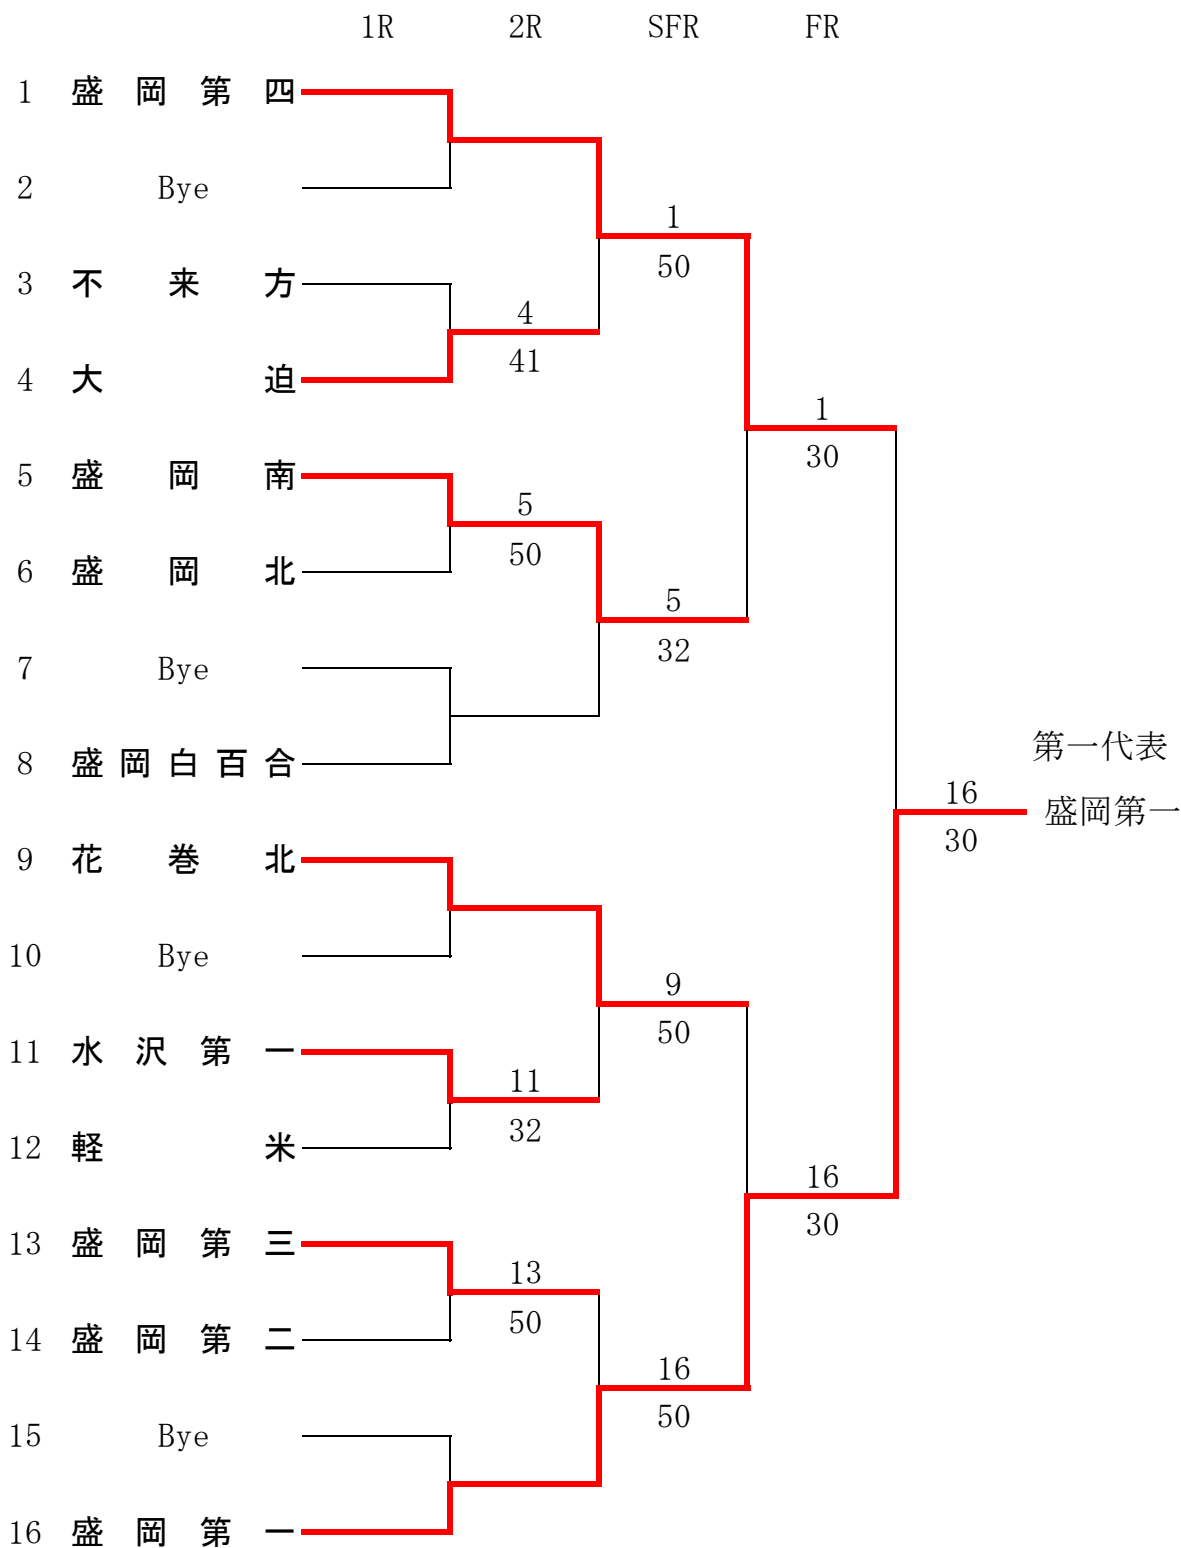 1R 2R SFR FR
1 盛岡第四
2 Bye
1
50
3 不来方
4
41
4 大迫
1
30
5 盛岡南
5
50
6 盛岡北
5
32
7 Bye
8 盛岡白百合
第一代表
16
30
盛岡第一
9 花巻北
10 Bye
9
50
11 水沢第一
11
32
12 軽米
16
30
13 盛岡第三
13
50
14 盛岡第二
16
50
15 Bye
16 盛岡第一